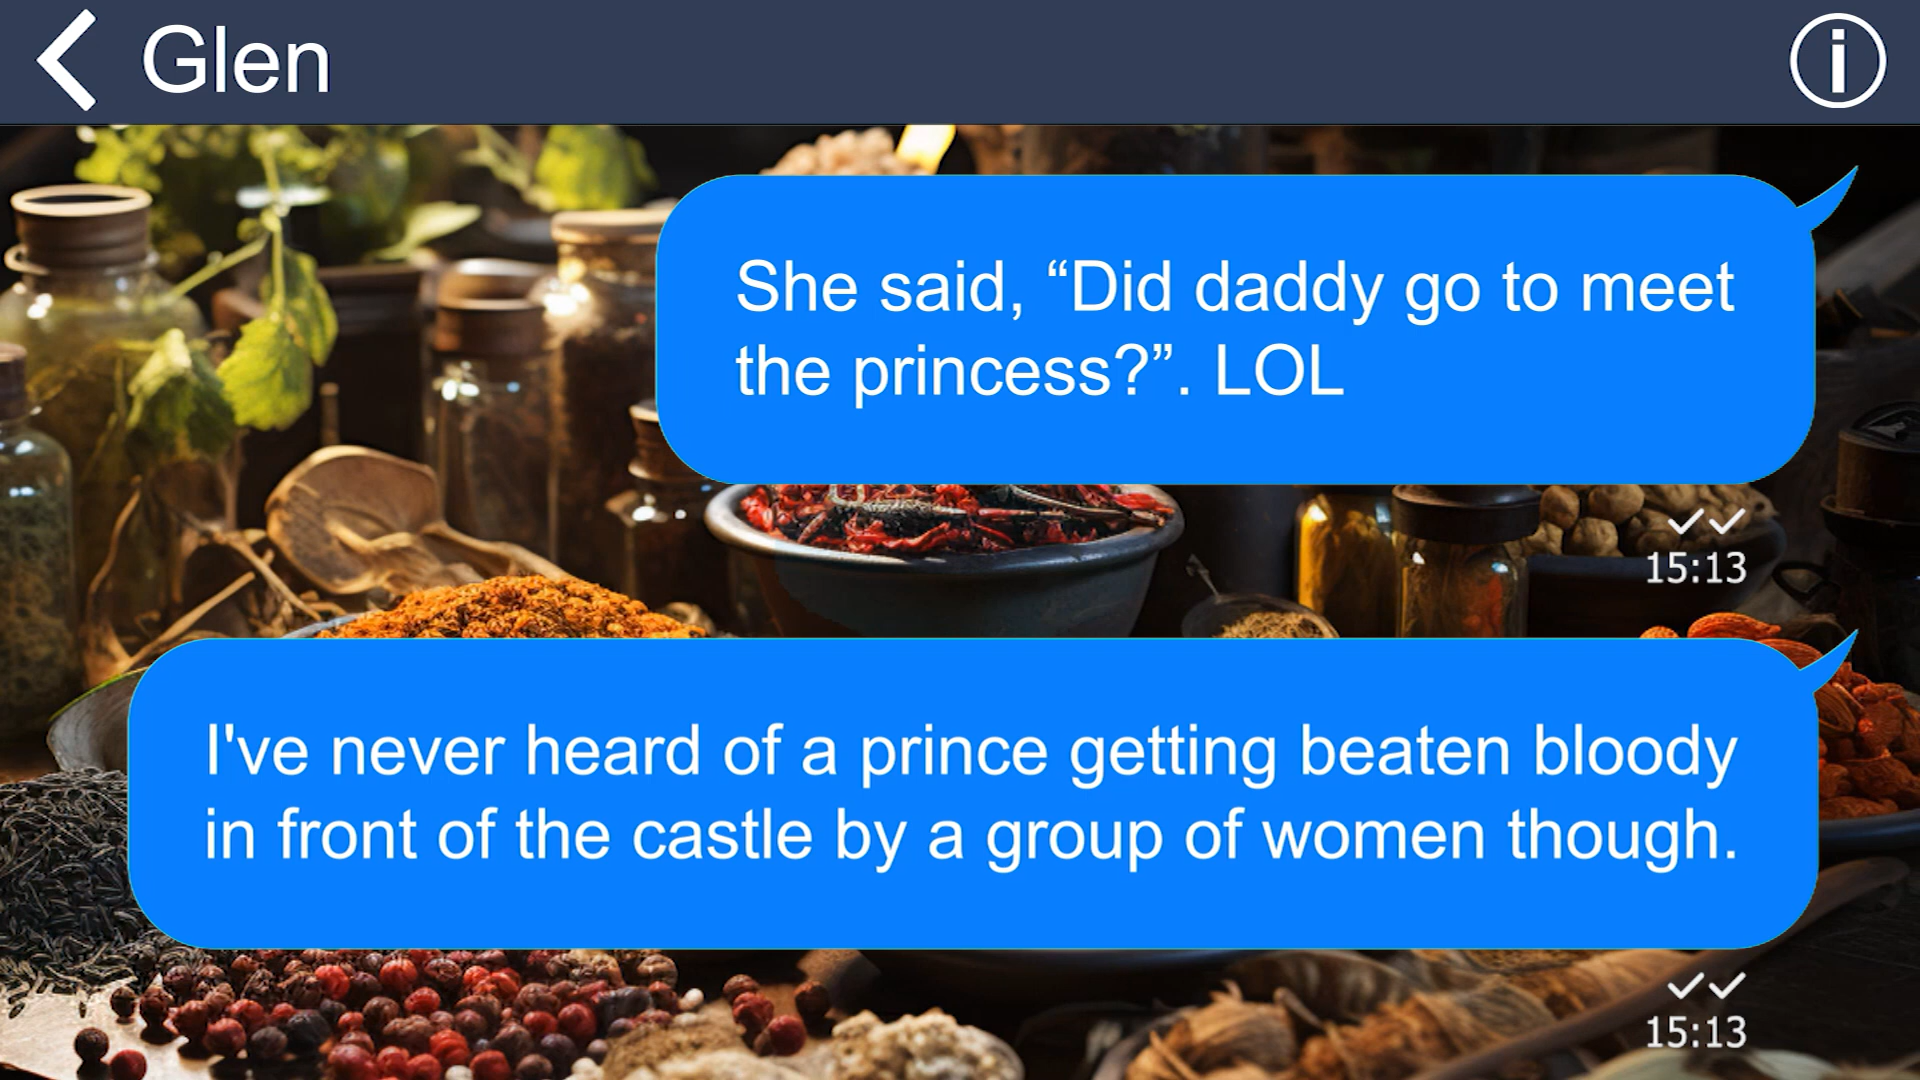 Glen
She said, “Did daddy go to meet
the princess?”. LOL
15:13
I've never heard of a prince getting beaten bloody
in front of the castle by a group of women though.
15:13